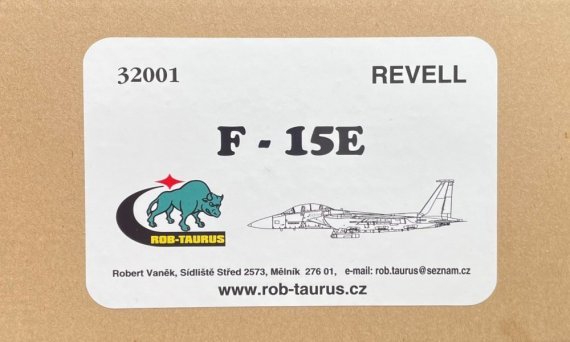 32001 REVELL
F - 15E
ROB-TAURUS
Robert Vaněk, Sídliště Střed 2573, Mělník 276 01, e-mail: rob.taurus@seznam.cz
www.rob-taurus.cz